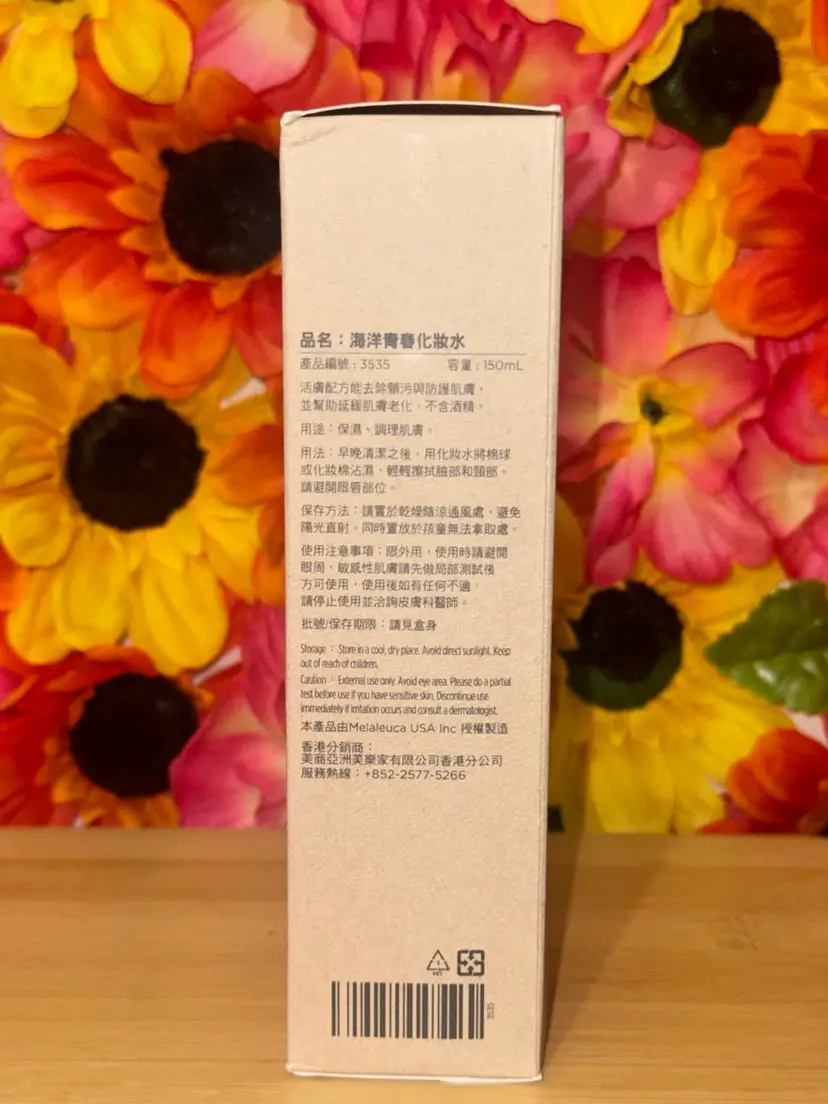 品名：海洋青春化妝水
產品編號：3535 容量：150mL
活膚配方能去除髒污與防護肌膚，
並幫助延緩肌膚老化。不含酒精。
用途：保濕、調理肌膚。
用法：早晚清潔之後，用化妝水將棉球
或化妝棉沾濕，輕輕擦拭臉部和頸部。
請避開眼唇部位。
保存方法：請置於乾燥陰涼通風處，避免
陽光直射。同時置放於孩童無法拿取處。
使用注意事項：限外用，使用時請避開
眼周，敏感性肌膚請先做局部測試後
方可使用，使用後如有任何不適，
請停止使用並洽詢皮膚科醫師。
批號/保存期限：請見盒身
Storage：Store in a cool, dry place. Avoid direct sunlight. Keep
out of reach of children.
Caution：External use only. Avoid eye area. Please do a partial
test before use if you have sensitive skin. Discontinue use
immediately if irritation occurs and consult a dermatologist.
本產品由Melaleuca USA Inc 授權製造
香港分銷商：
美商亞洲美樂家有限公司香港分公司
服務熱線：+852-2577-5266
1
PET
3535